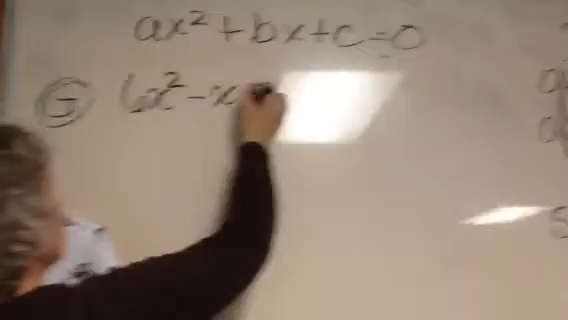 ax² + bx + c = 0
⑤ 6x² - x